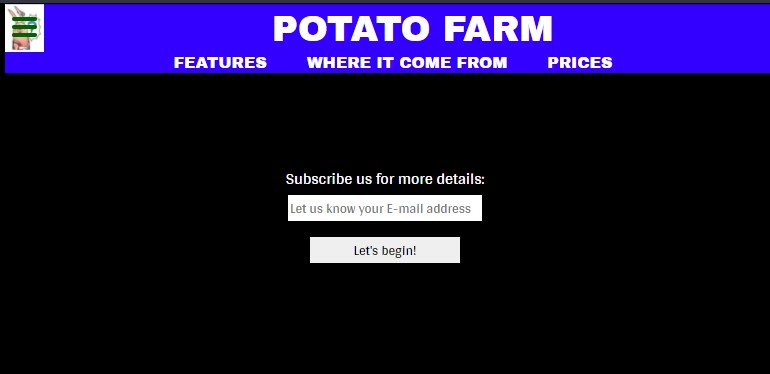 POTATO FARM
FEATURES WHERE IT COME FROM PRICES
Subscribe us for more details:
Let us know your E-mail address
Let's begin!